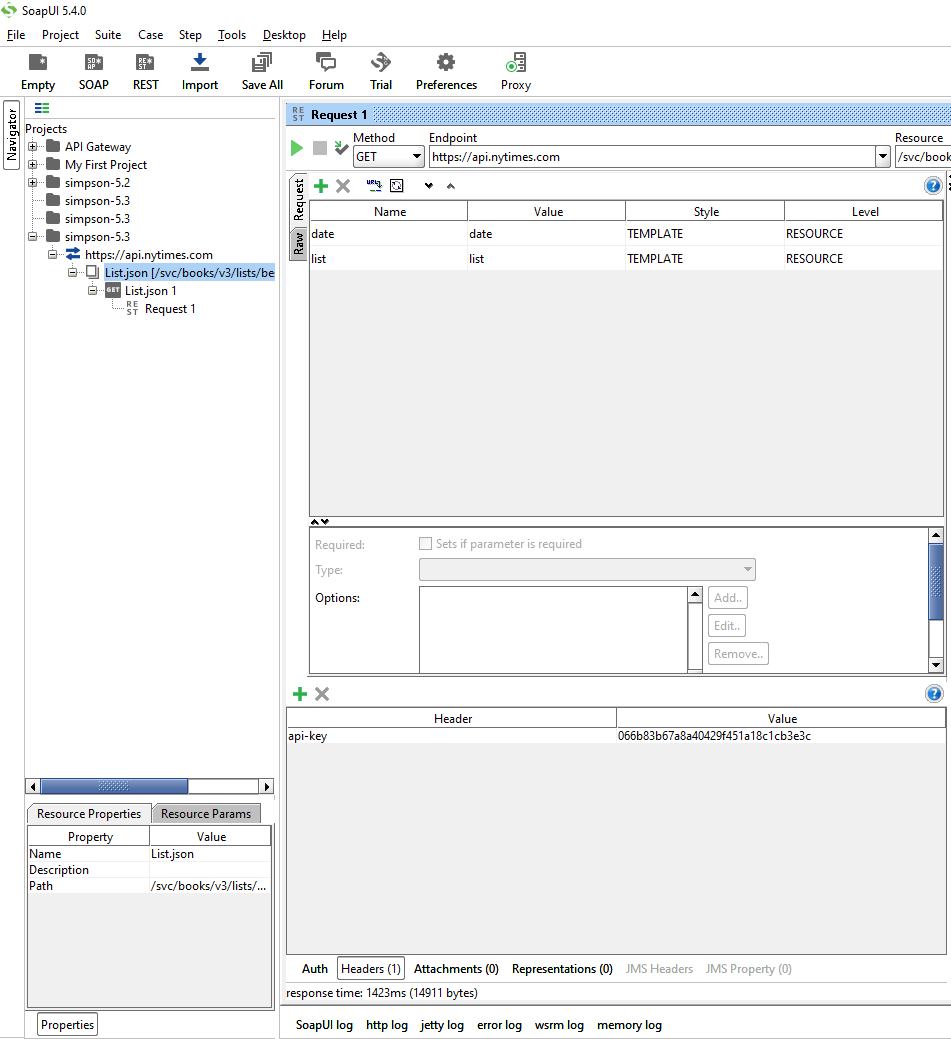 SoapUI 5.4.0
File Project Suite Case Step Tools Desktop Help
Empty SOAP REST Import Save All Forum Trial Preferences Proxy
Navigator
Projects
API Gateway
My First Project
simpson-5.2
simpson-5.3
simpson-5.3
simpson-5.3
https://api.nytimes.com
List.json [/svc/books/v3/lists/be
GET List.json 1
REST Request 1
Resource Properties Resource Params
Property Value
Name List.json
Description
Path /svc/books/v3/lists/...
Properties
REST Request 1
Method Endpoint Resource
GET https://api.nytimes.com /svc/book
Request
Raw
Name Value Style Level
date date TEMPLATE RESOURCE
list list TEMPLATE RESOURCE
Required: Sets if parameter is required
Type:
Options: Add..
Edit..
Remove..
Header Value
api-key 066b83b67a8a40429f451a18c1cb3e3c
Auth Headers (1) Attachments (0) Representations (0) JMS Headers JMS Property (0)
response time: 1423ms (14911 bytes)
SoapUI log http log jetty log error log wsrm log memory log